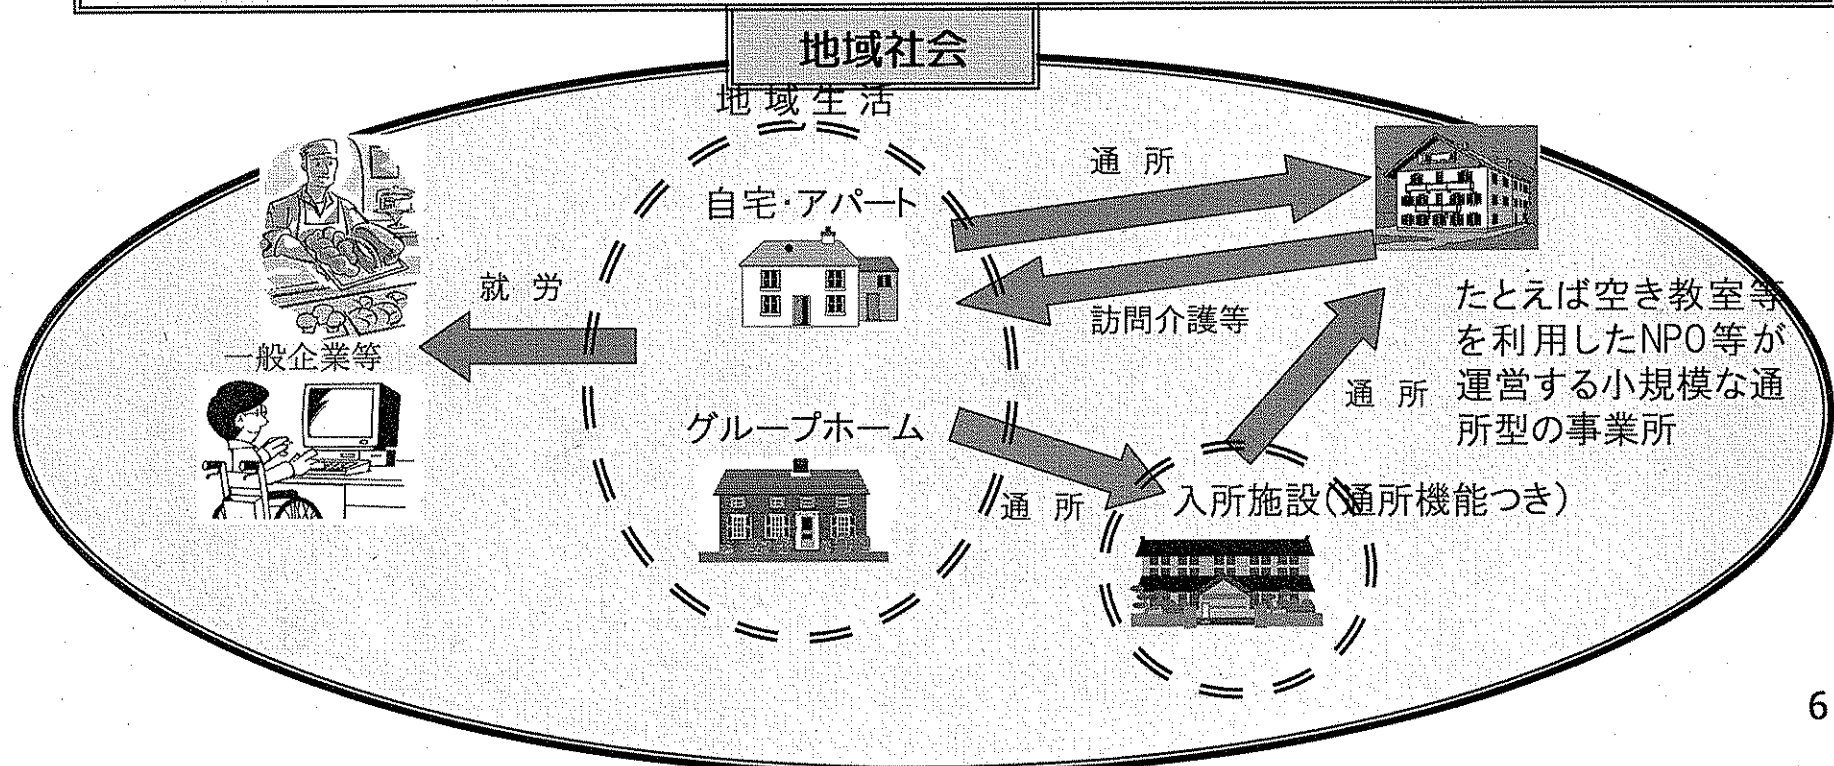 地域社会
地域生活
自宅・アパート
通所
訪問介護等
就労
一般企業等
たとえば空き教室等
を利用したNPO等が
運営する小規模な通
所型の事業所
通所
グループホーム
通所
入所施設(通所機能つき)
6